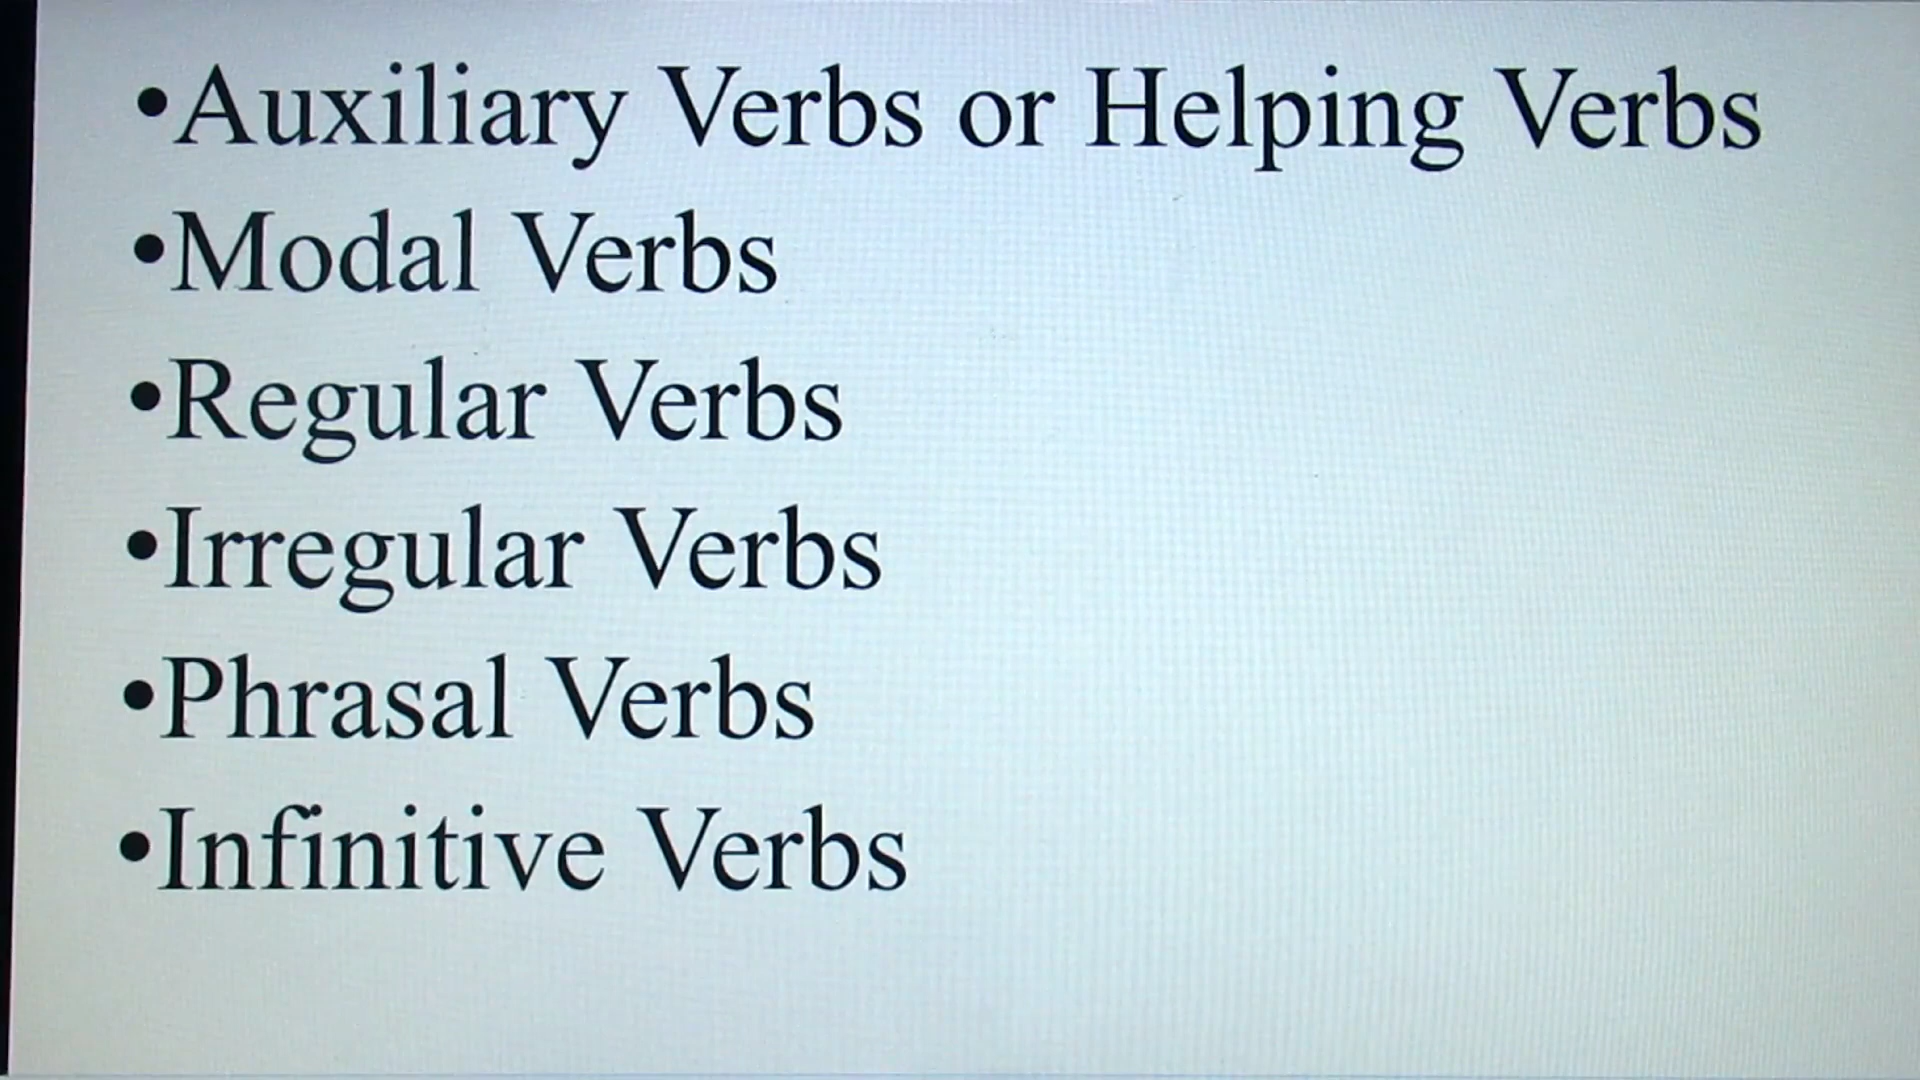 •Auxiliary Verbs or Helping Verbs
•Modal Verbs
•Regular Verbs
•Irregular Verbs
•Phrasal Verbs
•Infinitive Verbs